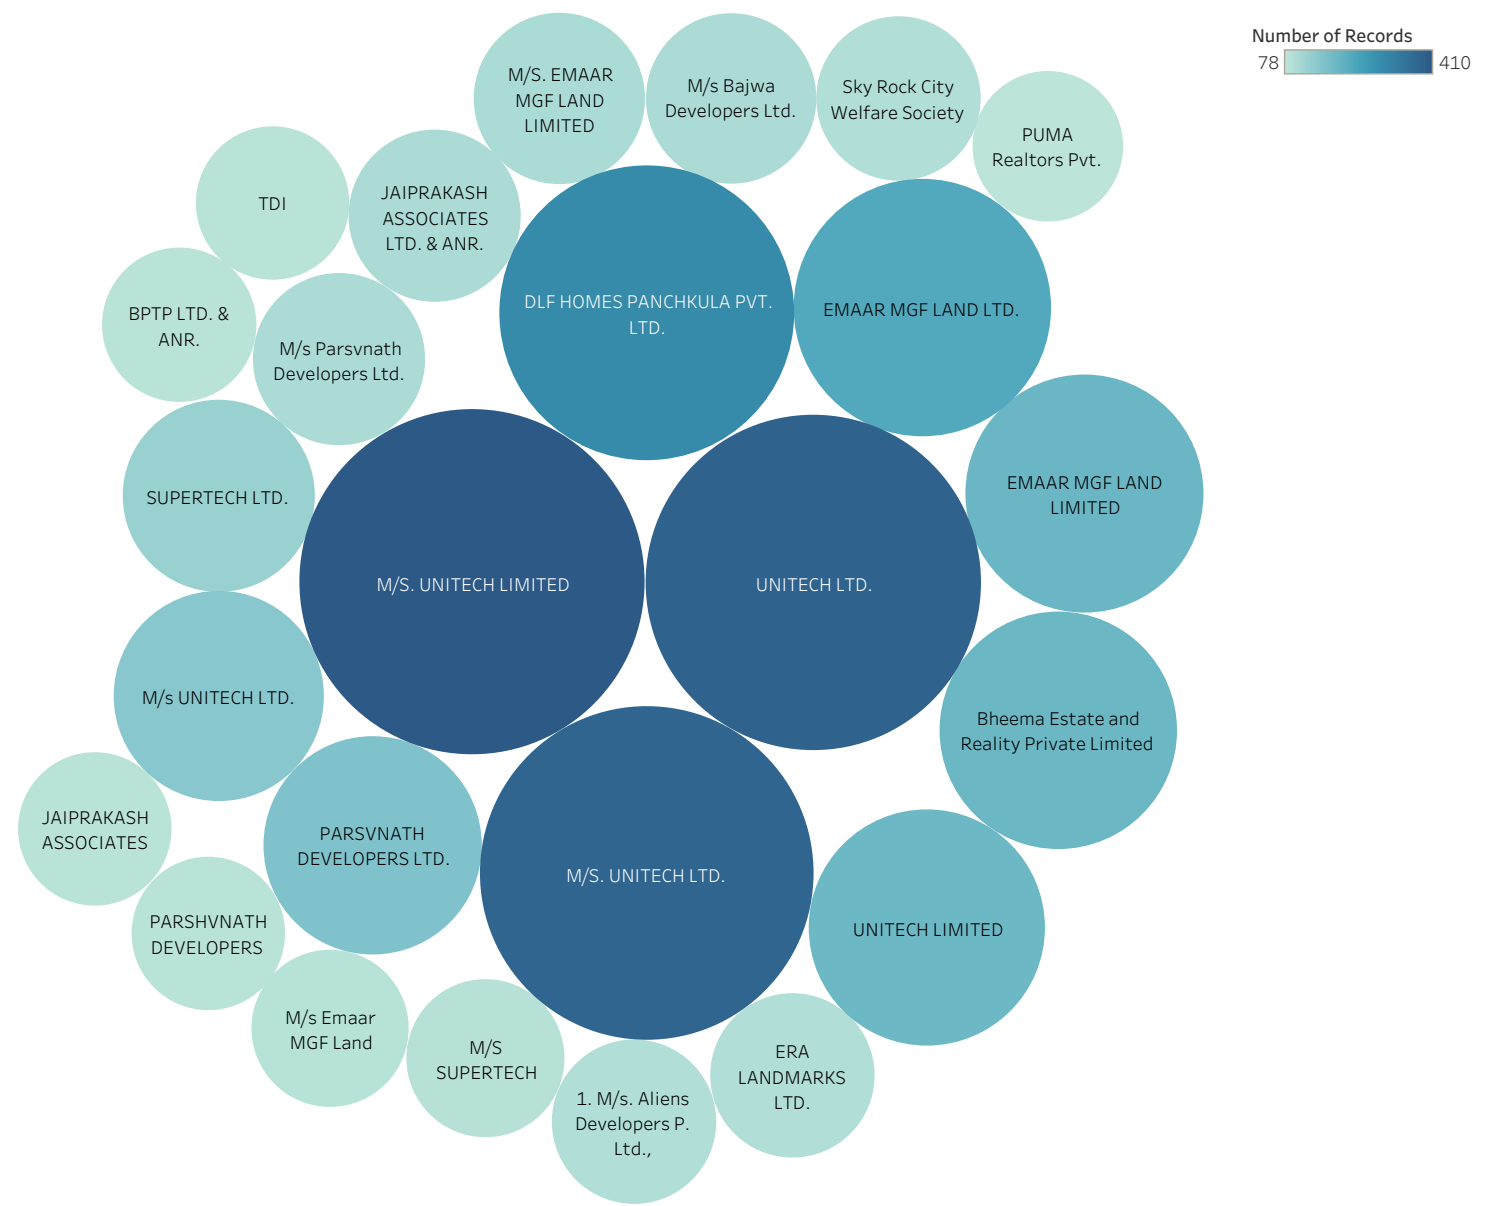 Number of Records
78 410
M/S. EMAAR
MGF LAND
LIMITED
M/s Bajwa
Developers Ltd.
Sky Rock City
Welfare Society
PUMA
Realtors Pvt.
TDI
JAIPRAKASH
ASSOCIATES
LTD. & ANR.
BPTP LTD. &
ANR.
M/s Parsvnath
Developers Ltd.
DLF HOMES PANCHKULA PVT.
LTD.
EMAAR MGF LAND LTD.
SUPERTECH LTD.
EMAAR MGF LAND
LIMITED
M/S. UNITECH LIMITED
UNITECH LTD.
M/s UNITECH LTD.
Bheema Estate and
Reality Private Limited
JAIPRAKASH
ASSOCIATES
PARSVNATH
DEVELOPERS LTD.
M/S. UNITECH LTD.
UNITECH LIMITED
PARSHVNATH
DEVELOPERS
M/s Emaar
MGF Land
M/S
SUPERTECH
1. M/s. Aliens
Developers P.
Ltd.,
ERA
LANDMARKS
LTD.